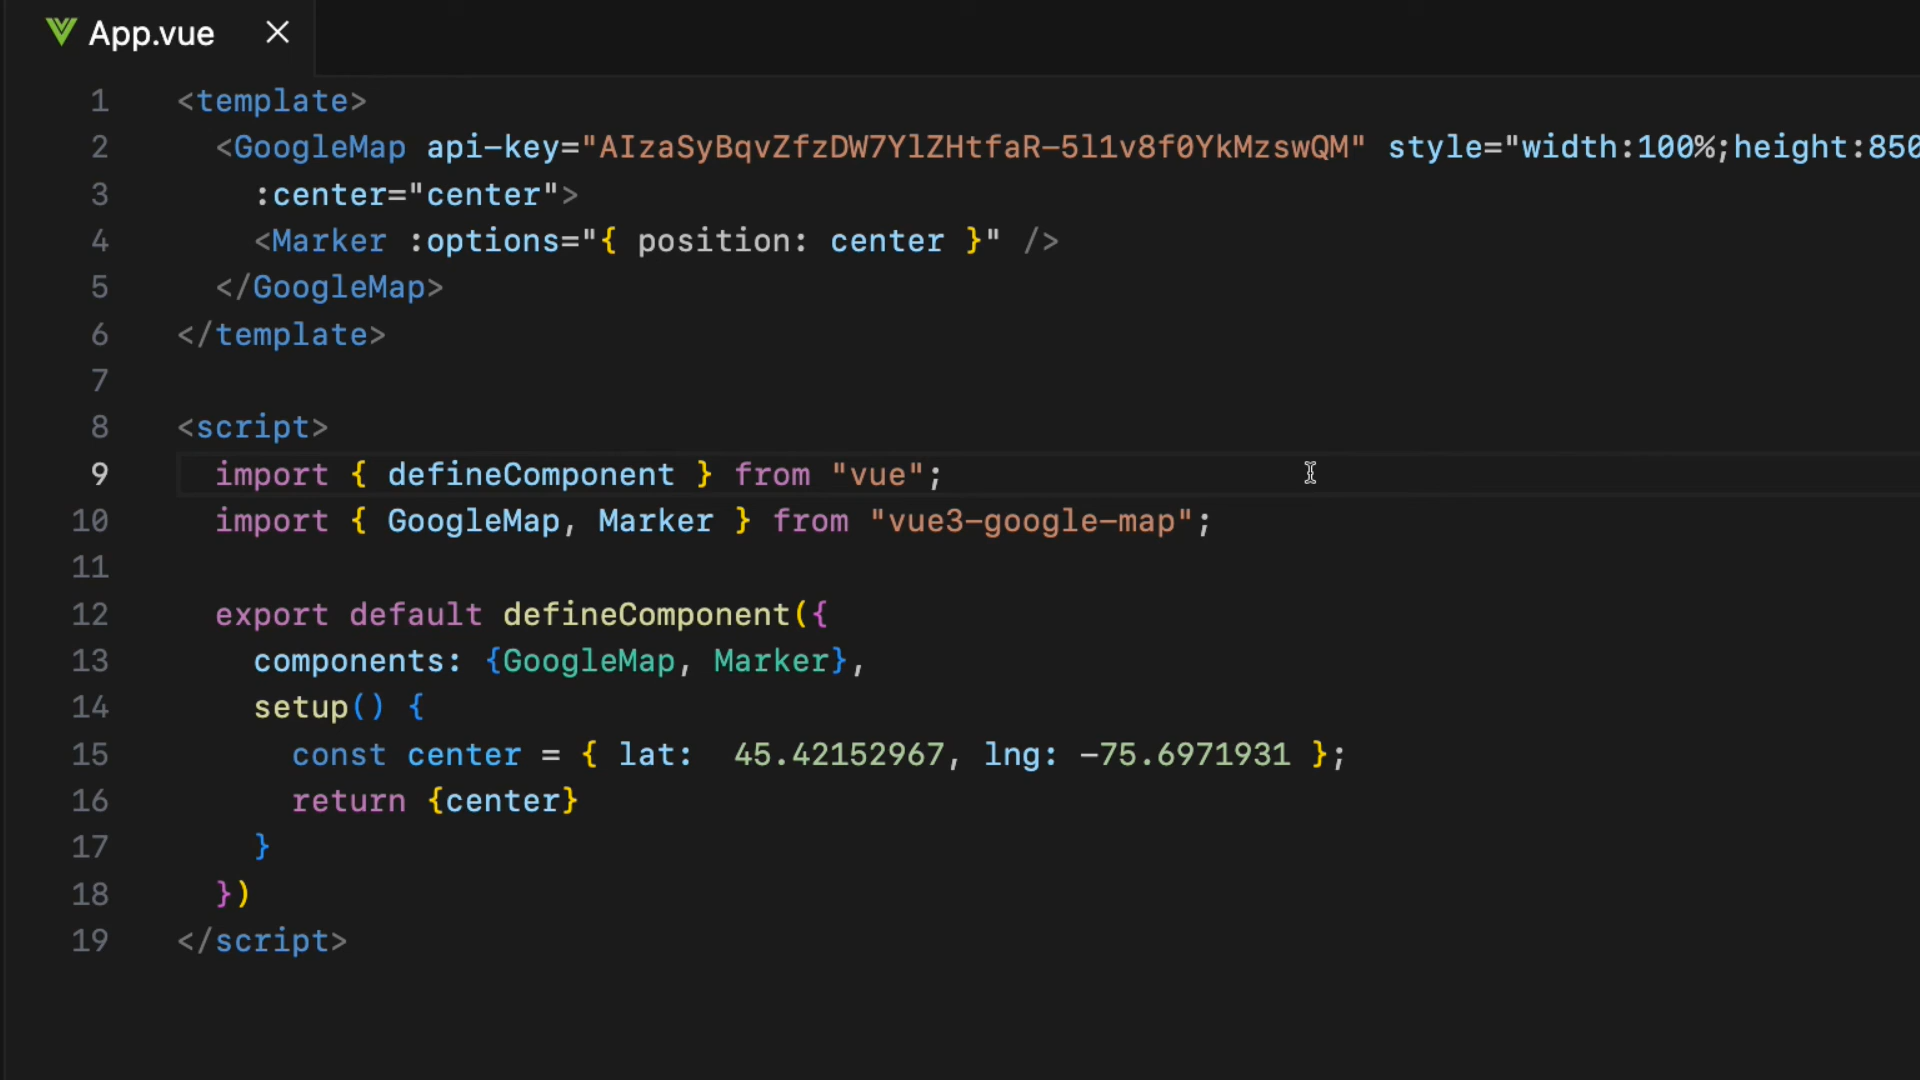 App.vue
1 <template>
2 <GoogleMap api-key="AIzaSyBqvZfzDW7YlZHtfaR-5l1v8f0YkMzswQM" style="width:100%;height:850
3 :center="center">
4 <Marker :options="{ position: center }" />
5 </GoogleMap>
6 </template>
7
8 <script>
9 import { defineComponent } from "vue";
10 import { GoogleMap, Marker } from "vue3-google-map";
11
12 export default defineComponent({
13 components: {GoogleMap, Marker},
14 setup() {
15 const center = { lat:  45.42152967, lng: -75.6971931 };
16 return {center}
17 }
18 })
19 </script>